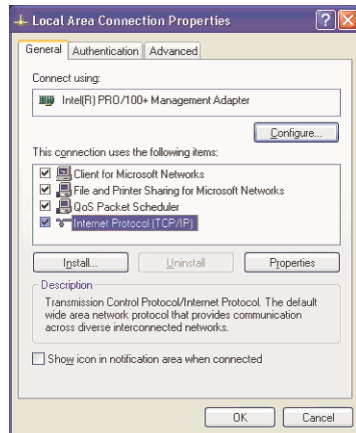 Local Area Connection Properties
General Authentication Advanced
Connect using:
Intel(R) PRO/100+ Management Adapter
Configure...
This connection uses the following items:
Client for Microsoft Networks
File and Printer Sharing for Microsoft Networks
QoS Packet Scheduler
Internet Protocol (TCP/IP)
Install... Uninstall Properties
Description
Transmission Control Protocol/Internet Protocol. The default
wide area network protocol that provides communication
across diverse interconnected networks.
Show icon in notification area when connected
OK Cancel